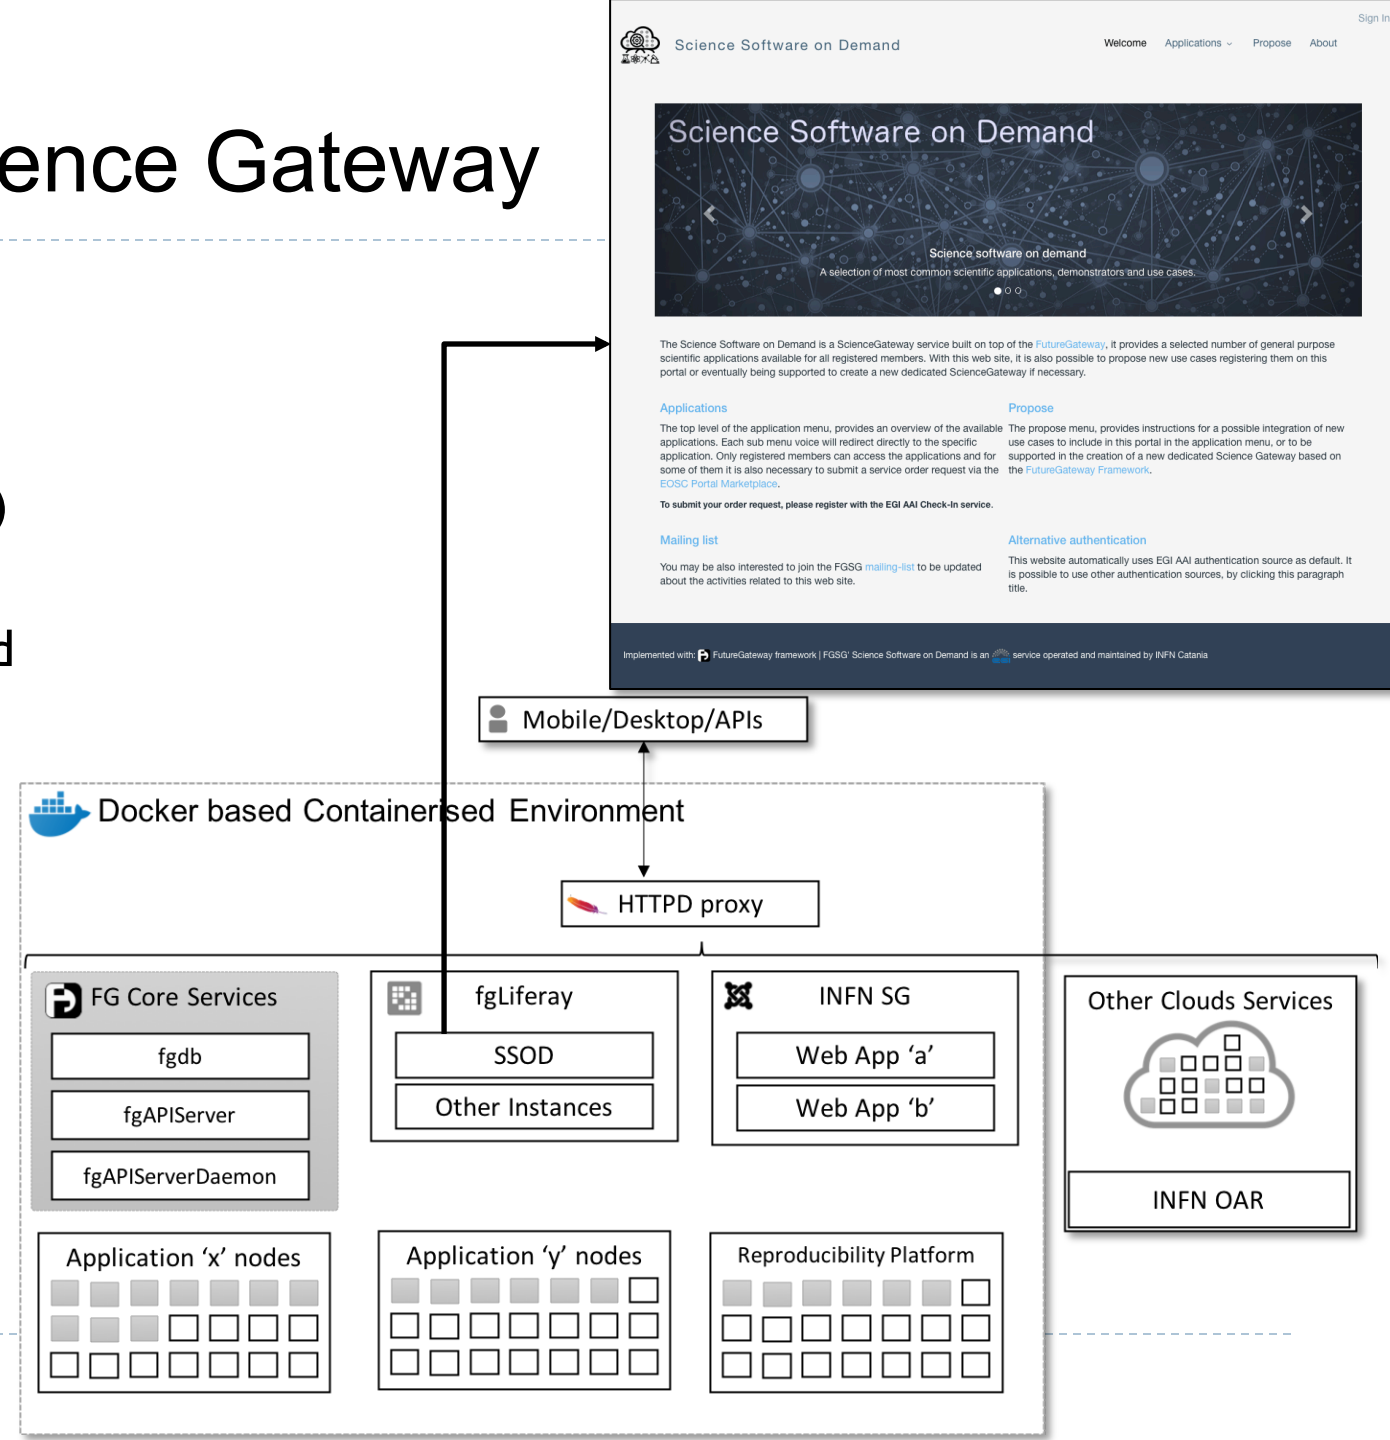 ence Gateway
d
Sign In
Science Software on Demand
Welcome Applications Propose About
Science Software on Demand
Science software on demand
A selection of most common scientific applications, demonstrators and use cases.
The Science Software on Demand is a ScienceGateway service built on top of the FutureGateway, it provides a selected number of general purpose
scientific applications available for all registered members. With this web site, it is also possible to propose new use cases registering them on this
portal or eventually being supported to create a new dedicated ScienceGateway if necessary.
Applications
The top level of the application menu, provides an overview of the available
applications. Each sub menu voice will redirect directly to the specific
application. Only registered members can access the applications and for
some of them it is also necessary to submit a service order request via the
EOSC Portal Marketplace.
To submit your order request, please register with the EGI AAI Check-In service.
Propose
The propose menu, provides instructions for a possible integration of new
use cases to include in this portal in the application menu, or to be
supported in the creation of a new dedicated Science Gateway based on
the FutureGateway Framework.
Mailing list
You may be also interested to join the FGSG mailing-list to be updated
about the activities related to this web site.
Alternative authentication
This website automatically uses EGI AAI authentication source as default. It
is possible to use other authentication sources, by clicking this paragraph
title.
Implemented with: FutureGateway framework | FGSG' Science Software on Demand is an service operated and maintained by INFN Catania
Mobile/Desktop/APIs
Docker based Containerised Environment
HTTPD proxy
FG Core Services
fgdb
fgAPIServer
fgAPIServerDaemon
fgLiferay
SSOD
Other Instances
INFN SG
Web App ‘a’
Web App ‘b’
Other Clouds Services
INFN OAR
Application ‘x’ nodes
Application ‘y’ nodes
Reproducibility Platform